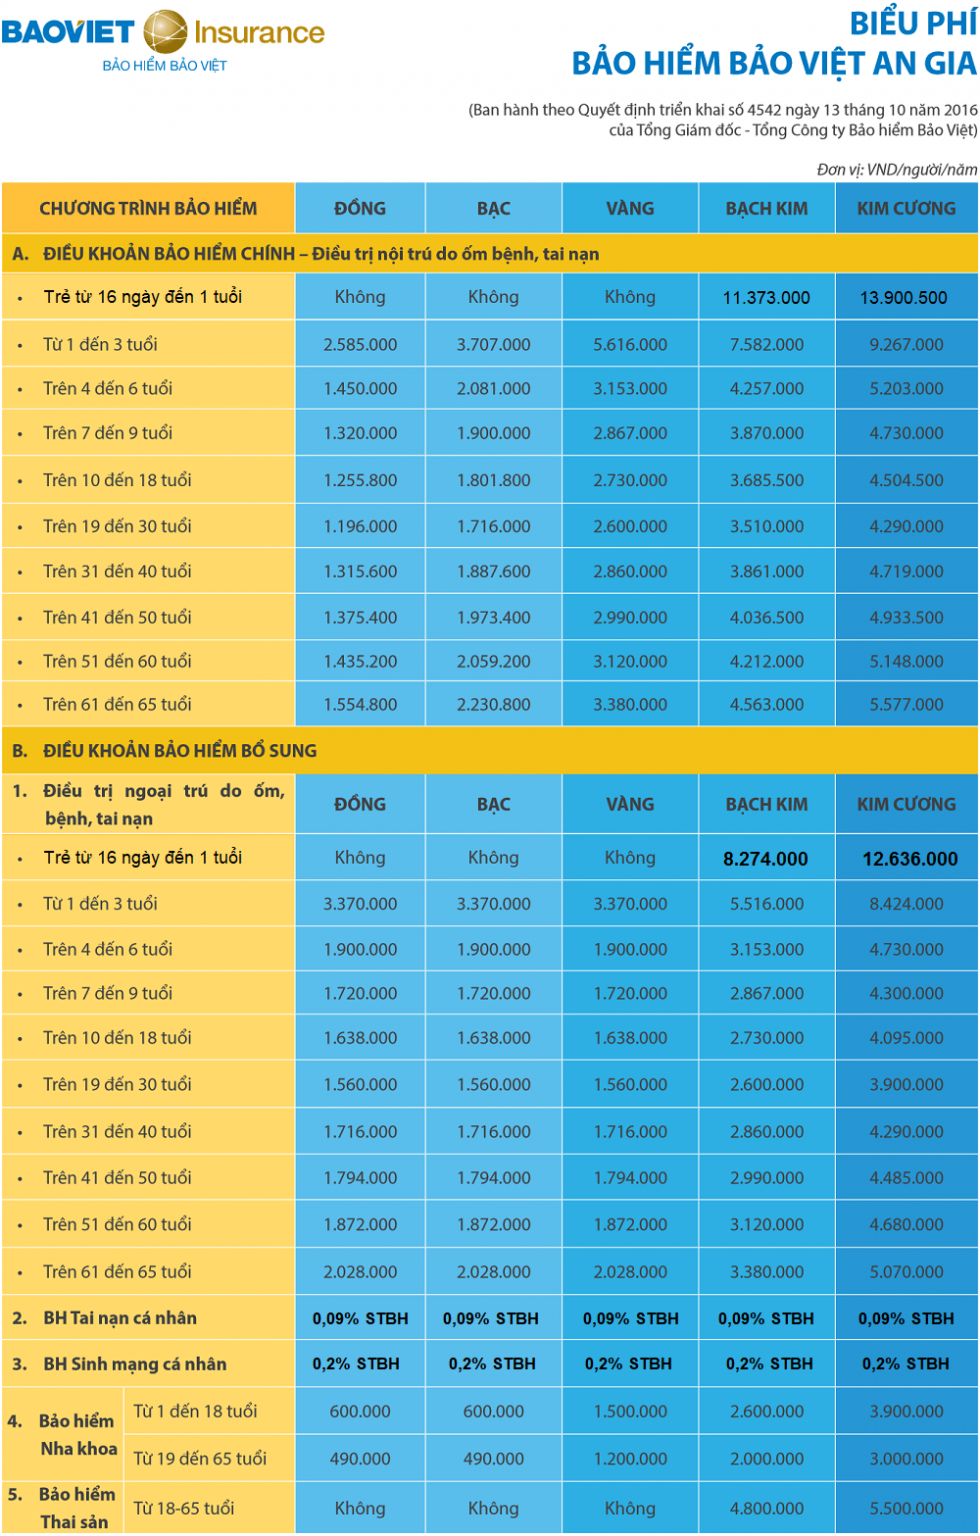 BAOVIET Insurance
BẢO HIỂM BẢO VIỆT
BIỂU PHÍ
BẢO HIỂM BẢO VIỆT AN GIA
(Ban hành theo Quyết định triển khai số 4542 ngày 13 tháng 10 năm 2016
của Tổng Giám đốc - Tổng Công ty Bảo hiểm Bảo Việt)
Đơn vị: VND/người/năm
CHƯƠNG TRÌNH BẢO HIỂM ĐỒNG BẠC VÀNG BẠCH KIM KIM CƯƠNG
A. ĐIỀU KHOẢN BẢO HIỂM CHÍNH – Điều trị nội trú do ốm bệnh, tai nạn
• Trẻ từ 16 ngày đến 1 tuổi Không Không Không 11.373.000 13.900.500
• Từ 1 đến 3 tuổi 2.585.000 3.707.000 5.616.000 7.582.000 9.267.000
• Trên 4 đến 6 tuổi 1.450.000 2.081.000 3.153.000 4.257.000 5.203.000
• Trên 7 đến 9 tuổi 1.320.000 1.900.000 2.867.000 3.870.000 4.730.000
• Trên 10 đến 18 tuổi 1.255.800 1.801.800 2.730.000 3.685.500 4.504.500
• Trên 19 đến 30 tuổi 1.196.000 1.716.000 2.600.000 3.510.000 4.290.000
• Trên 31 đến 40 tuổi 1.315.600 1.887.600 2.860.000 3.861.000 4.719.000
• Trên 41 đến 50 tuổi 1.375.400 1.973.400 2.990.000 4.036.500 4.933.500
• Trên 51 đến 60 tuổi 1.435.200 2.059.200 3.120.000 4.212.000 5.148.000
• Trên 61 đến 65 tuổi 1.554.800 2.230.800 3.380.000 4.563.000 5.577.000
B. ĐIỀU KHOẢN BẢO HIỂM BỔ SUNG
1. Điều trị ngoại trú do ốm,
bệnh, tai nạn ĐỒNG BẠC VÀNG BẠCH KIM KIM CƯƠNG
• Trẻ từ 16 ngày đến 1 tuổi Không Không Không 8.274.000 12.636.000
• Từ 1 đến 3 tuổi 3.370.000 3.370.000 3.370.000 5.516.000 8.424.000
• Trên 4 đến 6 tuổi 1.900.000 1.900.000 1.900.000 3.153.000 4.730.000
• Trên 7 đến 9 tuổi 1.720.000 1.720.000 1.720.000 2.867.000 4.300.000
• Trên 10 đến 18 tuổi 1.638.000 1.638.000 1.638.000 2.730.000 4.095.000
• Trên 19 đến 30 tuổi 1.560.000 1.560.000 1.560.000 2.600.000 3.900.000
• Trên 31 đến 40 tuổi 1.716.000 1.716.000 1.716.000 2.860.000 4.290.000
• Trên 41 đến 50 tuổi 1.794.000 1.794.000 1.794.000 2.990.000 4.485.000
• Trên 51 đến 60 tuổi 1.872.000 1.872.000 1.872.000 3.120.000 4.680.000
• Trên 61 đến 65 tuổi 2.028.000 2.028.000 2.028.000 3.380.000 5.070.000
2. BH Tai nạn cá nhân 0,09% STBH 0,09% STBH 0,09% STBH 0,09% STBH 0,09% STBH
3. BH Sinh mạng cá nhân 0,2% STBH 0,2% STBH 0,2% STBH 0,2% STBH 0,2% STBH
4. Bảo hiểm
Nha khoa
Từ 1 đến 18 tuổi 600.000 600.000 1.500.000 2.600.000 3.900.000
Từ 19 đến 65 tuổi 490.000 490.000 1.200.000 2.000.000 3.000.000
5. Bảo hiểm
Thai sản
Từ 18-65 tuổi Không Không Không 4.800.000 5.500.000